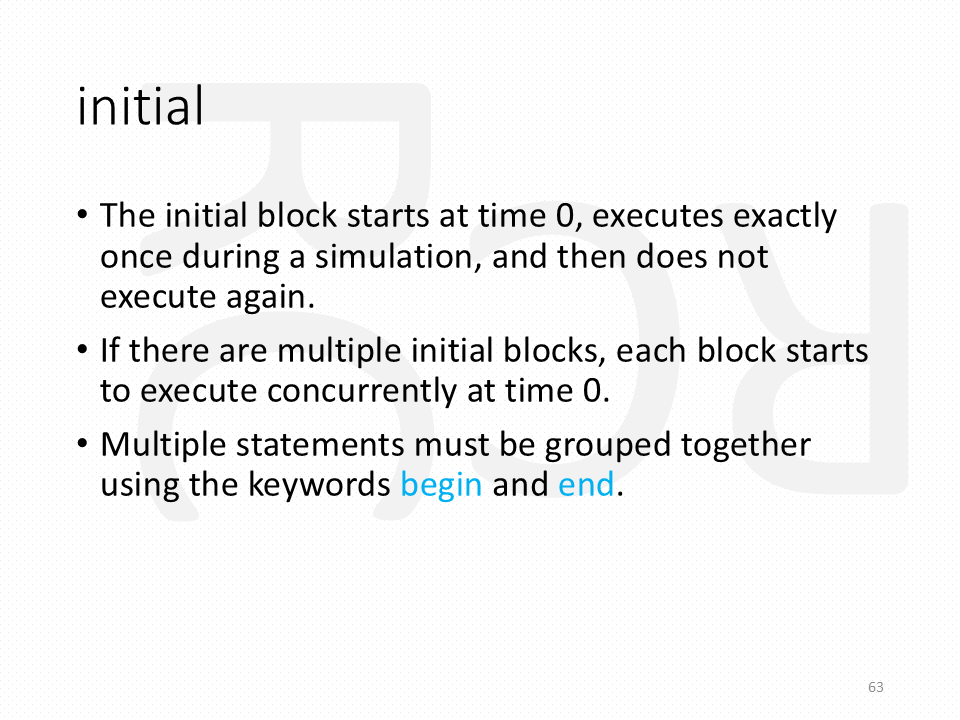 initial
• The initial block starts at time 0, executes exactly
once during a simulation, and then does not
execute again.
• If there are multiple initial blocks, each block starts
to execute concurrently at time 0.
• Multiple statements must be grouped together
using the keywords begin and end.
63